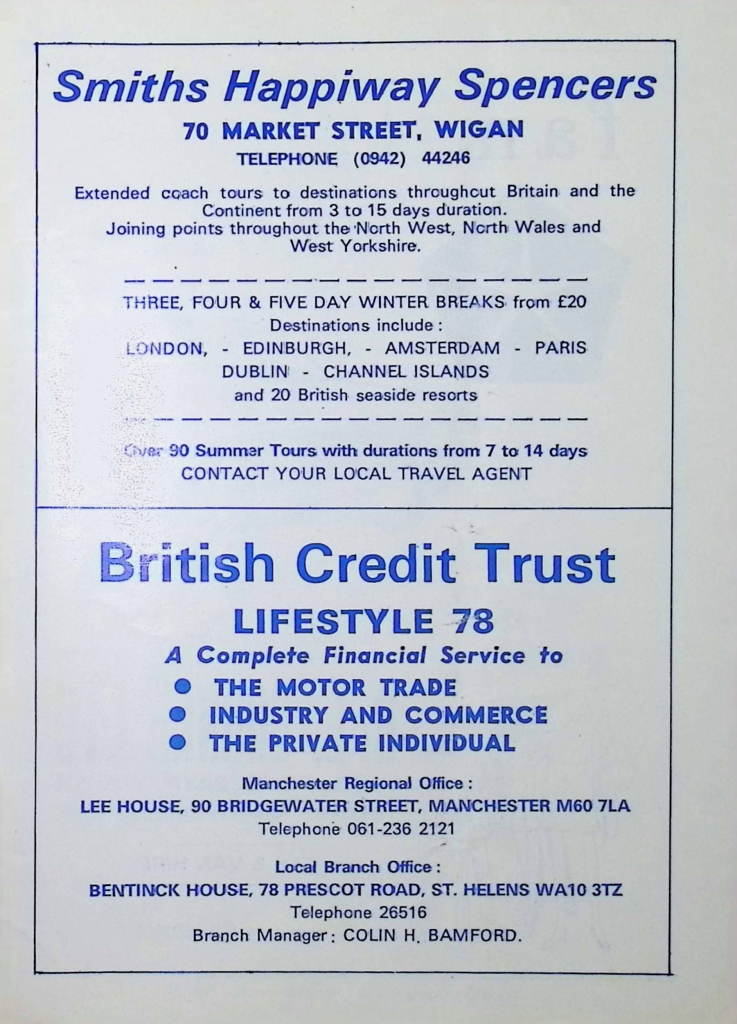 Smiths Happiway Spencers
70 MARKET STREET, WIGAN
TELEPHONE (0942) 44246
Extended coach tours to destinations throughout Britain and the
Continent from 3 to 15 days duration.
Joining points throughout the North West, North Wales and
West Yorkshire.
THREE, FOUR & FIVE DAY WINTER BREAKS from £20
Destinations include :
LONDON, - EDINBURGH, - AMSTERDAM - PARIS
DUBLIN - CHANNEL ISLANDS
and 20 British seaside resorts
Over 90 Summer Tours with durations from 7 to 14 days
CONTACT YOUR LOCAL TRAVEL AGENT
British Credit Trust
LIFESTYLE 78
A Complete Financial Service to
● THE MOTOR TRADE
● INDUSTRY AND COMMERCE
● THE PRIVATE INDIVIDUAL
Manchester Regional Office :
LEE HOUSE, 90 BRIDGEWATER STREET, MANCHESTER M60 7LA
Telephone 061-236 2121
Local Branch Office :
BENTINCK HOUSE, 78 PRESCOT ROAD, ST. HELENS WA10 3TZ
Telephone 26516
Branch Manager : COLIN H. BAMFORD.